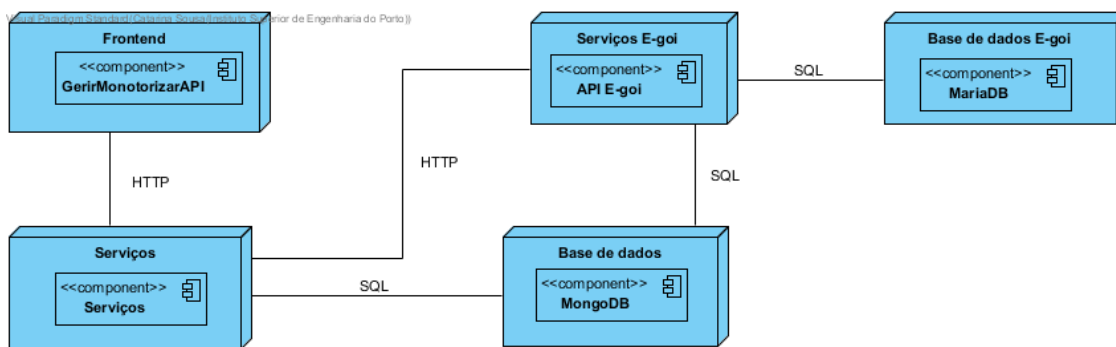 Visual Paradigm Standard(Catarina Sousa(Instituto Superior de Engenharia do Porto))
Frontend
<<component>>
GerirMonotorizarAPI
Serviços E-goi
<<component>>
API E-goi
Base de dados E-goi
<<component>>
MariaDB
SQL
HTTP
HTTP
SQL
Serviços
<<component>>
Serviços
SQL
Base de dados
<<component>>
MongoDB